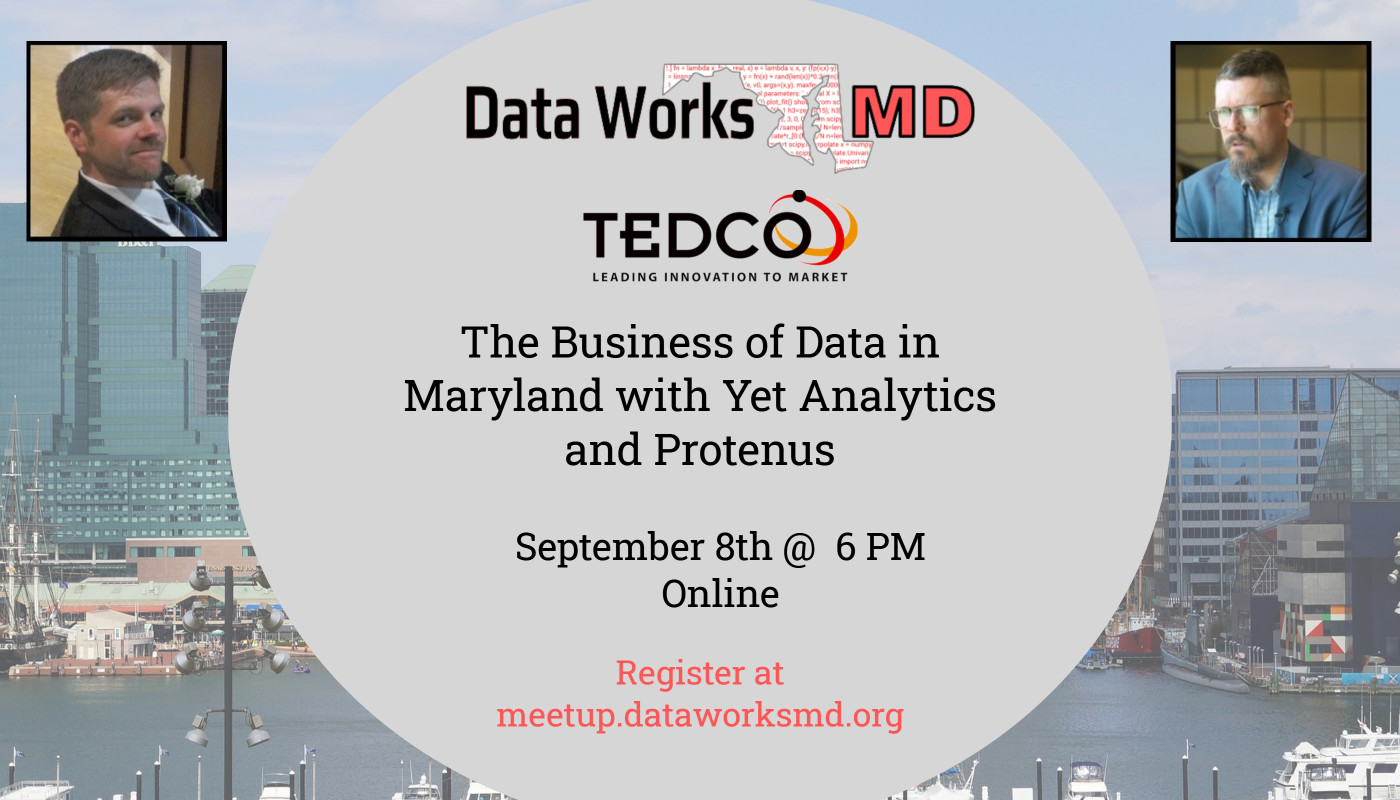 Data Works MD
TEDCO
LEADING INNOVATION TO MARKET
The Business of Data in
Maryland with Yet Analytics
and Protenus
September 8th @ 6 PM
Online
Register at
meetup.dataworksmd.org